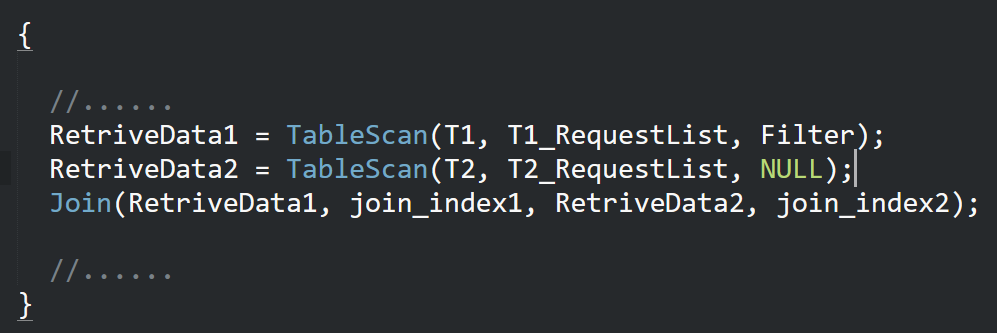 {
//......
RetriveData1 = TableScan(T1, T1_RequestList, Filter);
RetriveData2 = TableScan(T2, T2_RequestList, NULL);
Join(RetriveData1, join_index1, RetriveData2, join_index2);
//......
}